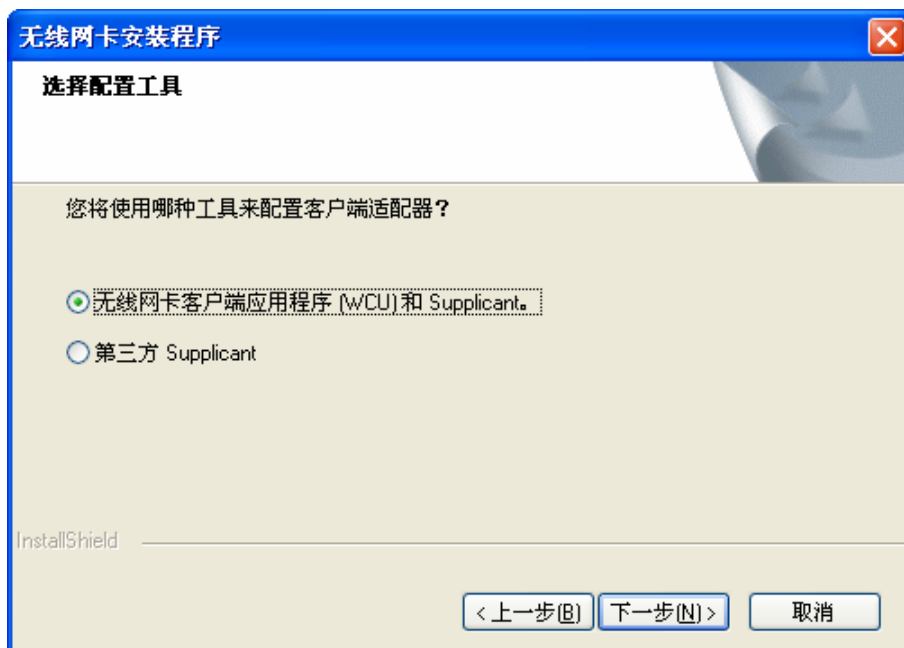 无线网卡安装程序
选择配置工具
您将使用哪种工具来配置客户端适配器？
无线网卡客户端应用程序 (WCU)和 Supplicant。
第三方 Supplicant
InstallShield
< 上一步(B) 下一步(N) > 取消